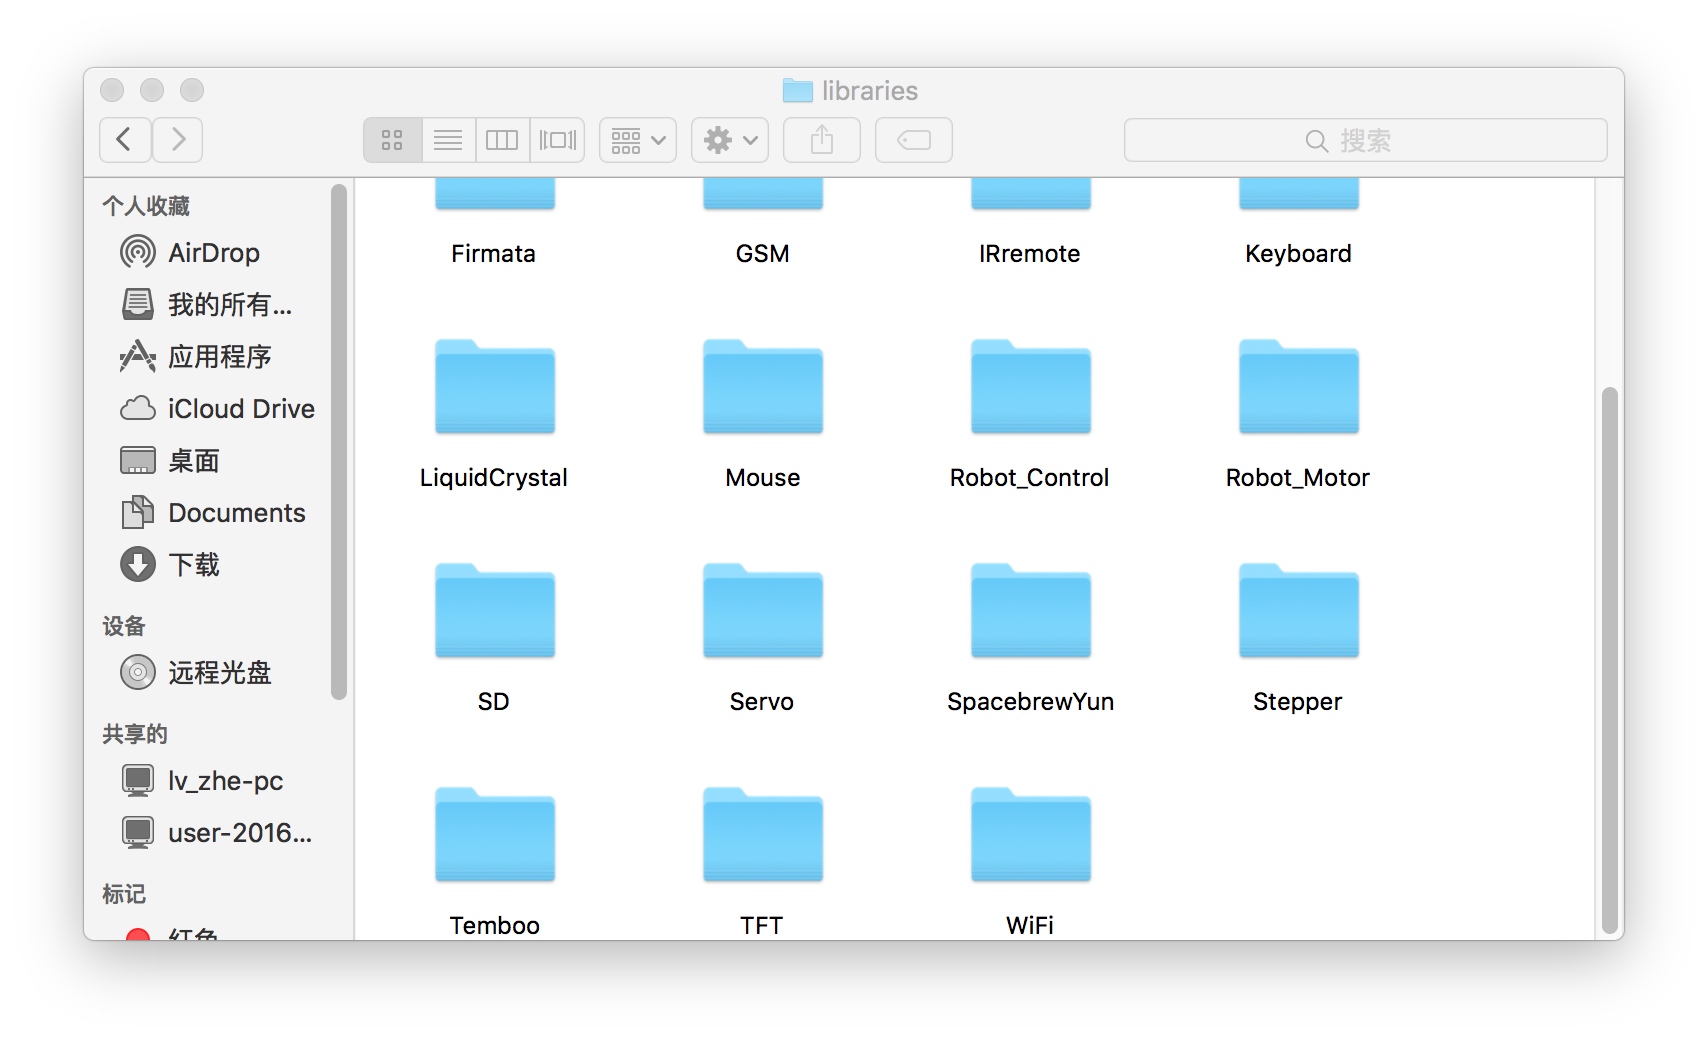 libraries
搜索
个人收藏
AirDrop
我的所有...
应用程序
iCloud Drive
桌面
Documents
下载
设备
远程光盘
共享的
lv_zhe-pc
user-2016...
标记
红色
Firmata
GSM
IRremote
Keyboard
LiquidCrystal
Mouse
Robot_Control
Robot_Motor
SD
Servo
SpacebrewYun
Stepper
Temboo
TFT
WiFi